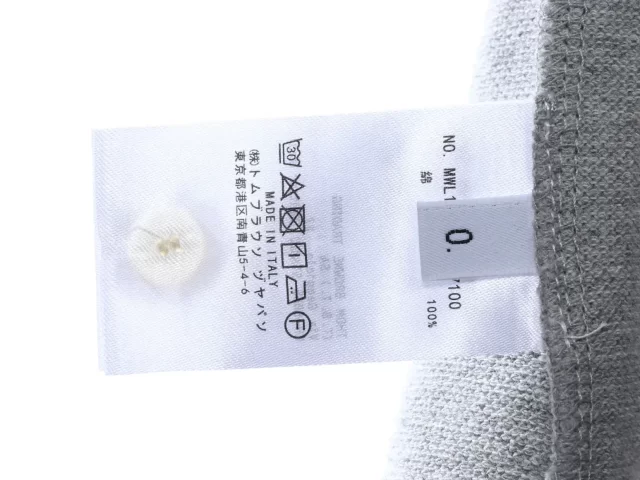 NO. MWL1 7100
綿 100%
0.
30
F
MADE IN ITALY
(株)トムブラウン ジャパン
東京都港区南青山5-4-6